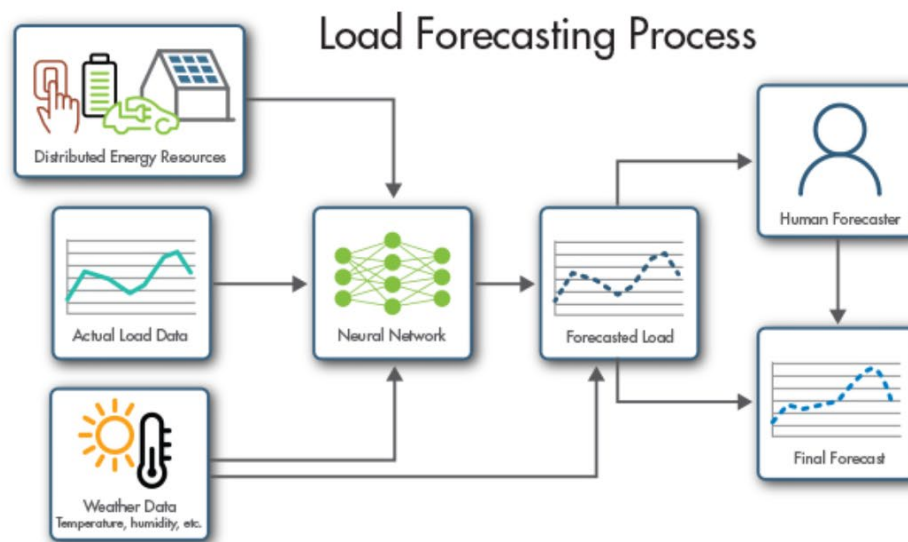 Load Forecasting Process
Distributed Energy Resources
Human Forecaster
Actual Load Data
Neural Network
Forecasted Load
Final Forecast
Weather Data
Temperature, humidity, etc.